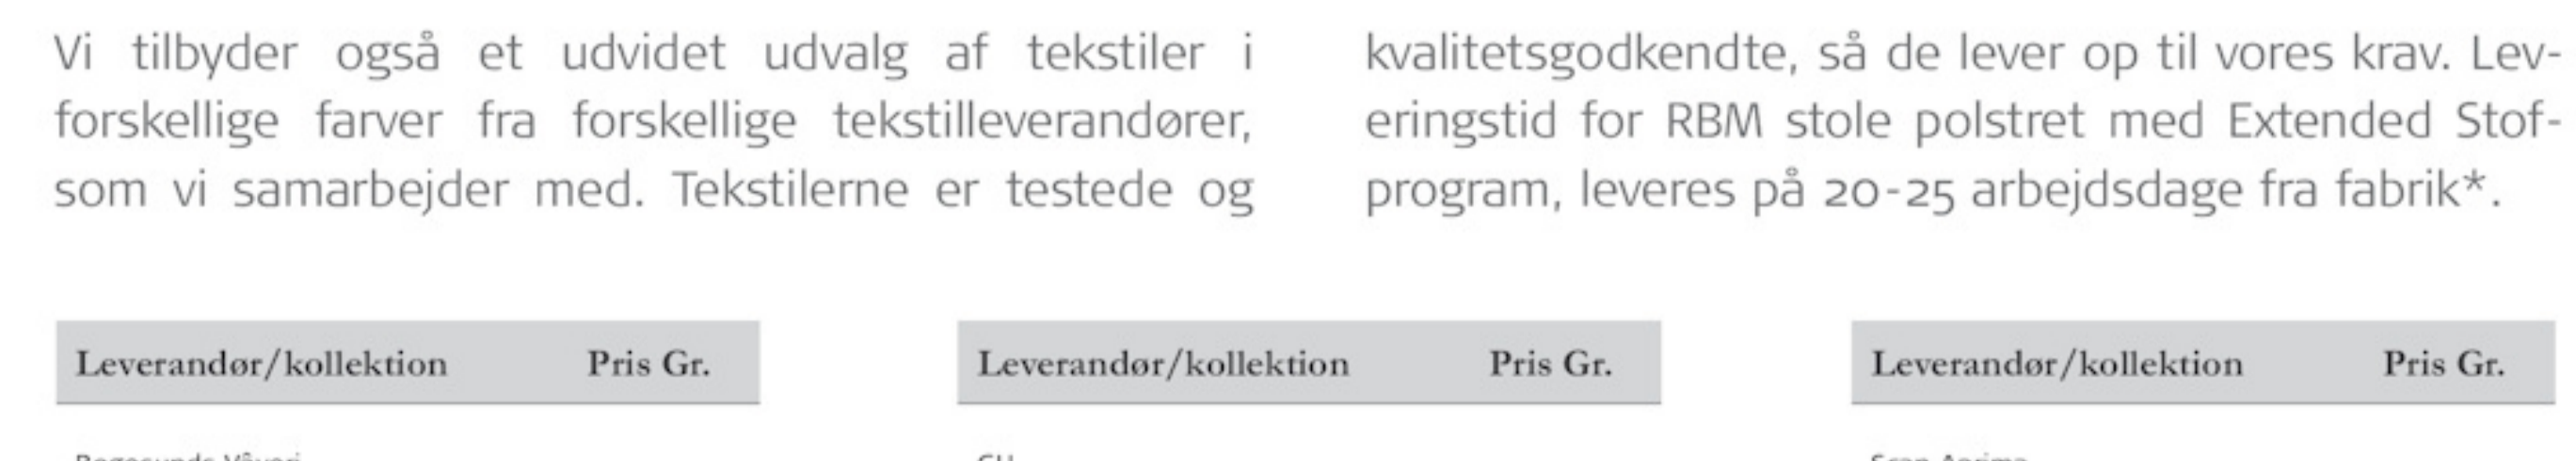 Vi tilbyder også et udvidet udvalg af tekstiler i
forskellige farver fra forskellige tekstilleverandører,
som vi samarbejder med. Tekstilerne er testede og
kvalitetsgodkendte, så de lever op til vores krav. Lev-
eringstid for RBM stole polstret med Extended Stof-
program, leveres på 20-25 arbejdsdage fra fabrik*.
Leverandør/kollektion Pris Gr.
Leverandør/kollektion Pris Gr.
Leverandør/kollektion Pris Gr.